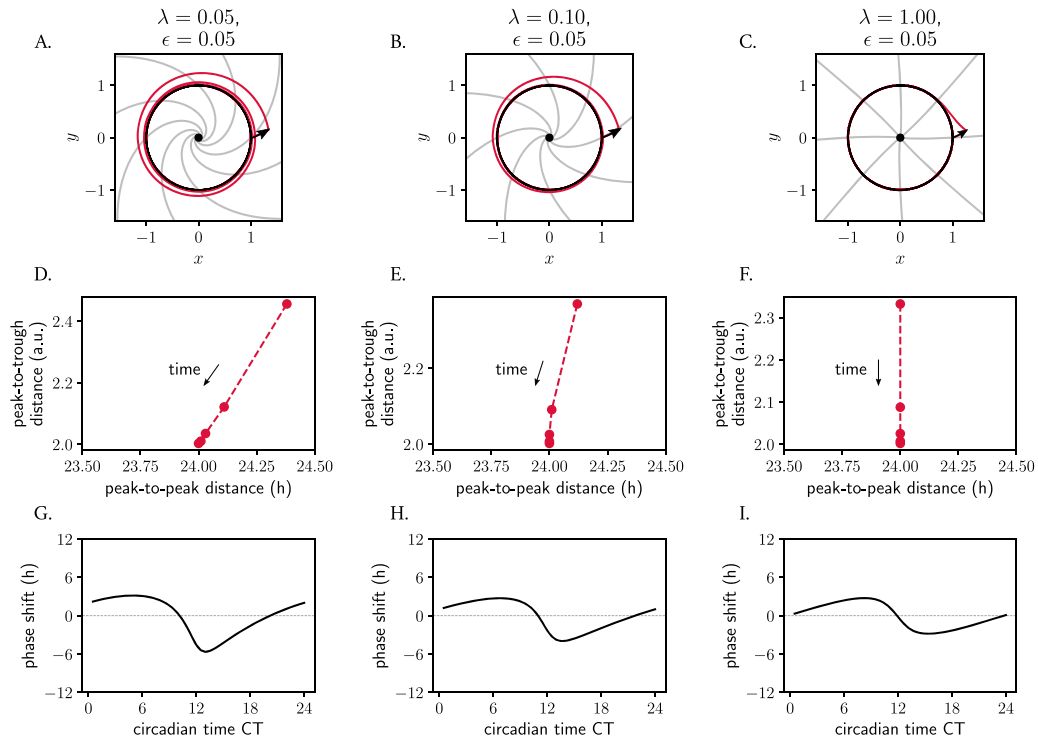 λ = 0.05,
ϵ = 0.05
λ = 0.10,
ϵ = 0.05
λ = 1.00,
ϵ = 0.05
A.
B.
C.
1
0
−1
y
−1 0 1
x
1
0
−1
y
−1 0 1
x
1
0
−1
y
−1 0 1
x
D.
E.
F.
peak-to-trough
distance (a.u.)
2.4
2.2
2.0
time
23.50 23.75 24.00 24.25 24.50
peak-to-peak distance (h)
peak-to-trough
distance (a.u.)
2.2
2.0
time
23.50 23.75 24.00 24.25 24.50
peak-to-peak distance (h)
peak-to-trough
distance (a.u.)
2.3
2.2
2.1
2.0
time
23.50 23.75 24.00 24.25 24.50
peak-to-peak distance (h)
G.
H.
I.
phase shift (h)
12
6
0
−6
−12
0 6 12 18 24
circadian time CT
phase shift (h)
12
6
0
−6
−12
0 6 12 18 24
circadian time CT
phase shift (h)
12
6
0
−6
−12
0 6 12 18 24
circadian time CT